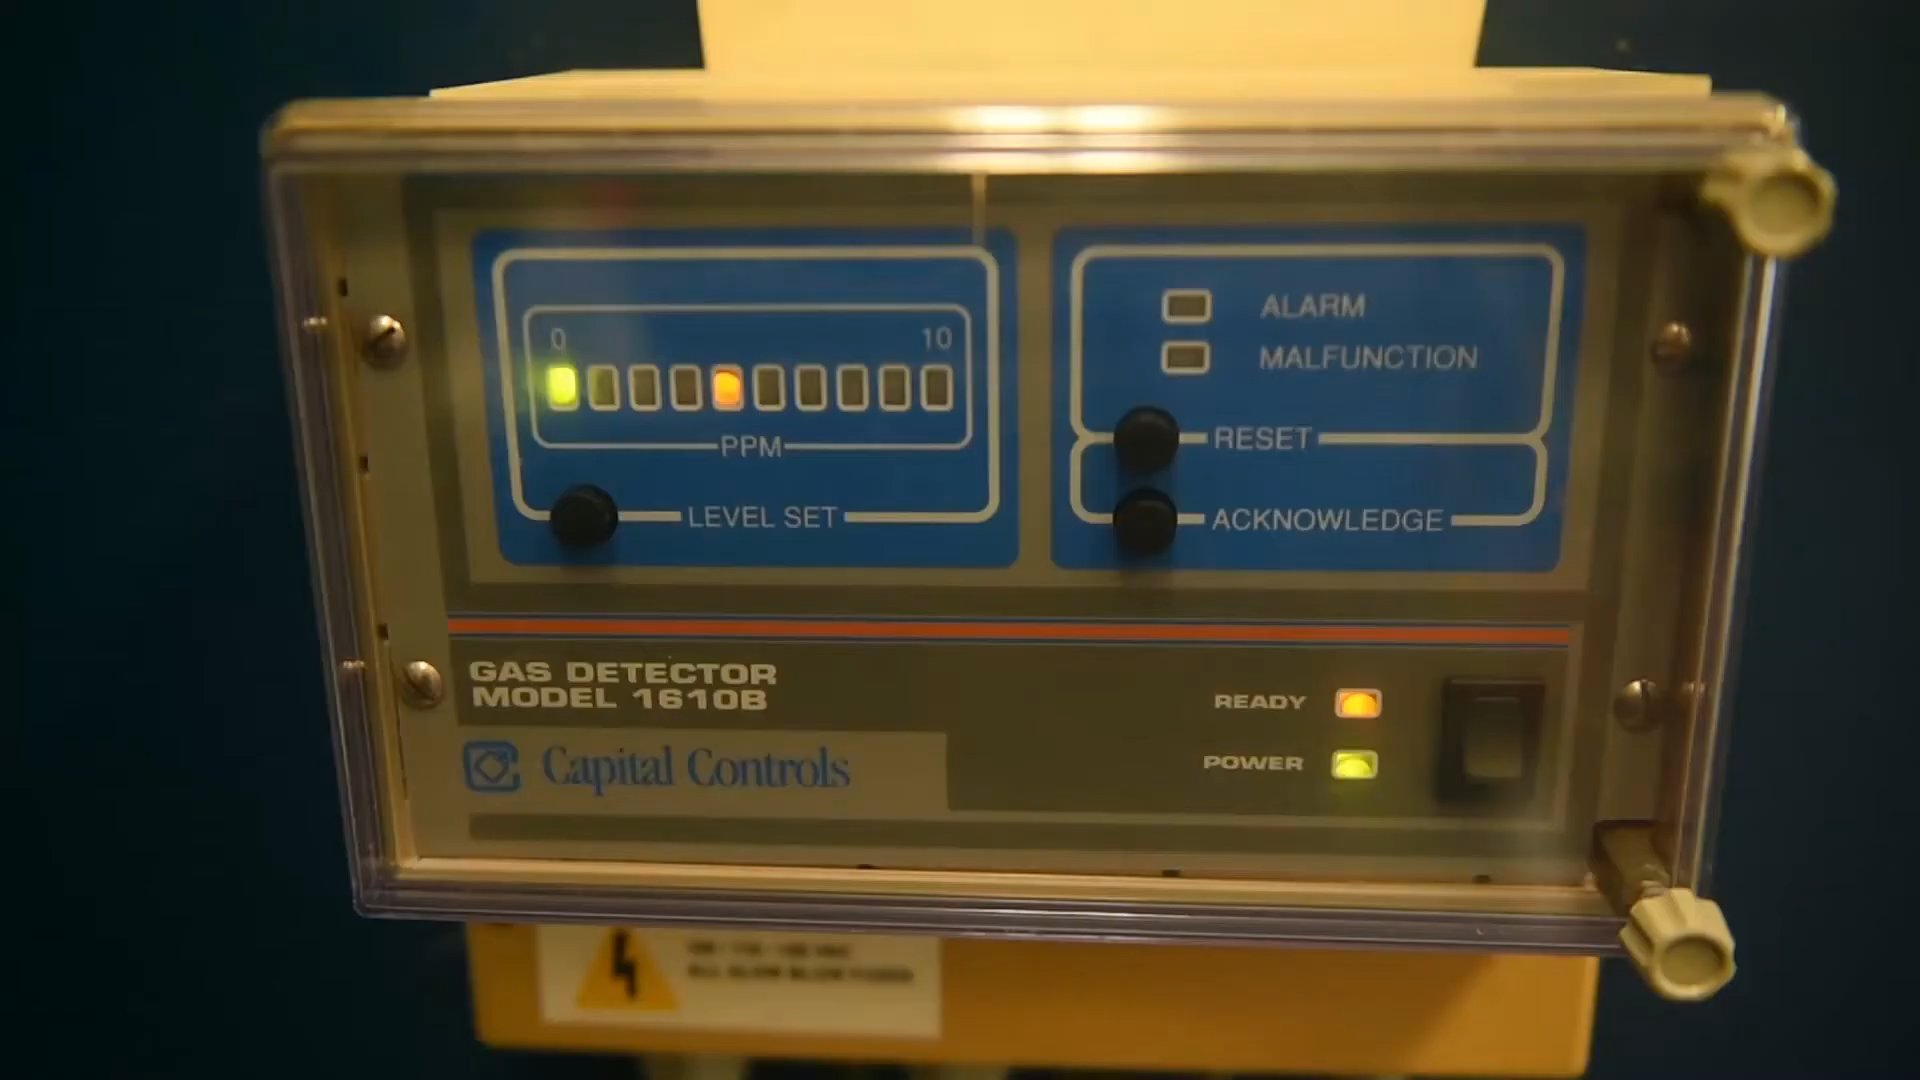 0 10
PPM
LEVEL SET
ALARM
MALFUNCTION
RESET
ACKNOWLEDGE
GAS DETECTOR
MODEL 1610B
Capital Controls
READY
POWER